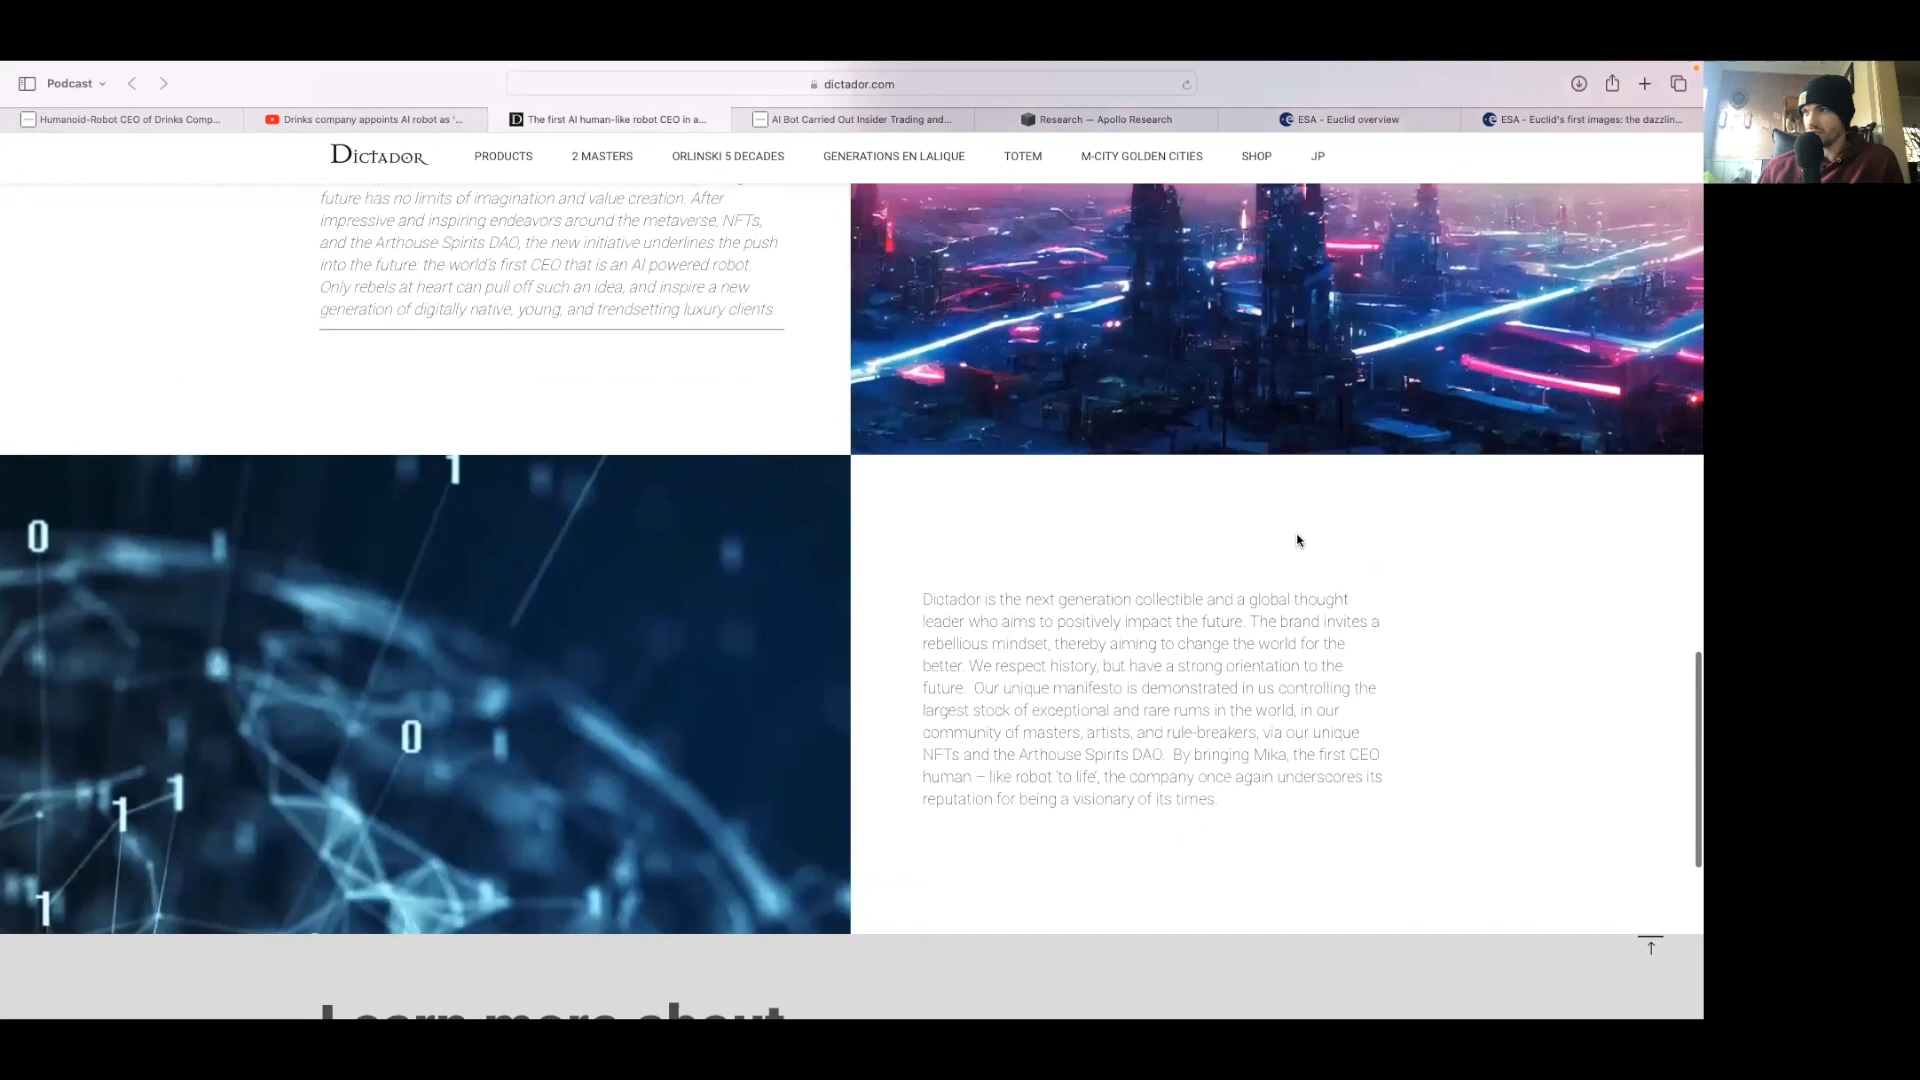 Podcast
dictador.com
Humanoid-Robot CEO of Drinks Comp...
Drinks company appoints AI robot as '...
The first AI human-like robot CEO in a...
AI Bot Carried Out Insider Trading and...
Research — Apollo Research
ESA - Euclid overview
ESA - Euclid's first images: the dazzlin...
DICTADOR
PRODUCTS
2 MASTERS
ORLINSKI 5 DECADES
GENERATIONS EN LALIQUE
TOTEM
M-CITY GOLDEN CITIES
SHOP
JP
future has no limits of imagination and value creation. After
impressive and inspiring endeavors around the metaverse, NFTs,
and the Arthouse Spirits DAO, the new initiative underlines the push
into the future: the world's first CEO that is an AI powered robot.
Only rebels at heart can pull off such an idea, and inspire a new
generation of digitally native, young, and trendsetting luxury clients.
1
0
0
1
1
1
Dictador is the next generation collectible and a global thought
leader who aims to positively impact the future. The brand invites a
rebellious mindset, thereby aiming to change the world for the
better. We respect history, but have a strong orientation to the
future. Our unique manifesto is demonstrated in us controlling the
largest stock of exceptional and rare rums in the world, in our
community of masters, artists, and rule-breakers, via our unique
NFTs and the Arthouse Spirits DAO. By bringing Mika, the first CEO
human – like robot 'to life', the company once again underscores its
reputation for being a visionary of its times.
Learn more about